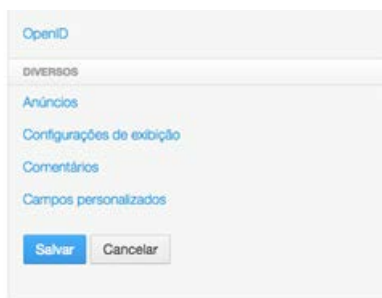 OpenID
DIVERSOS
Anúncios
Configurações de exibição
Comentários
Campos personalizados
Salvar Cancelar